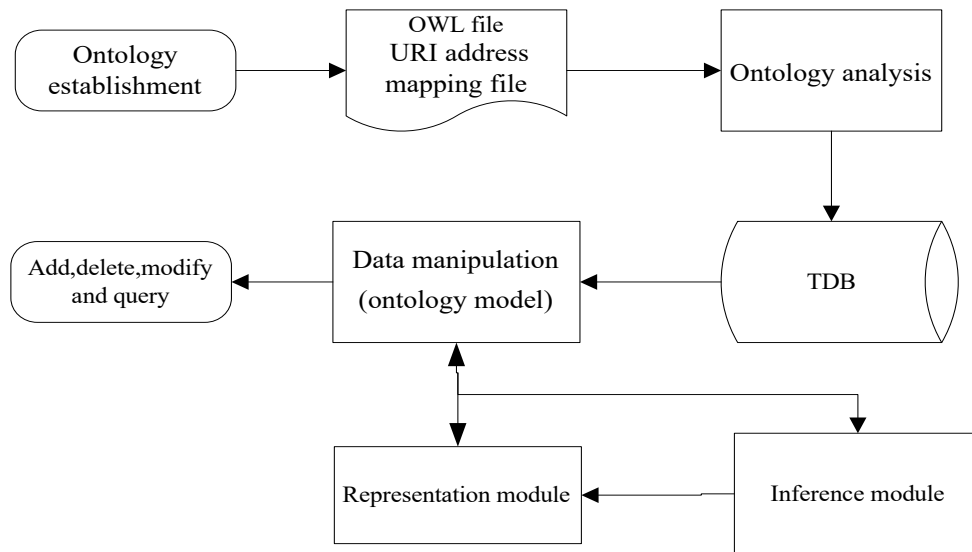 Ontology
establishment
OWL file
URI address
mapping file
Ontology analysis
Add,delete,modify
and query
Data manipulation
(ontology model)
TDB
Representation module
Inference module